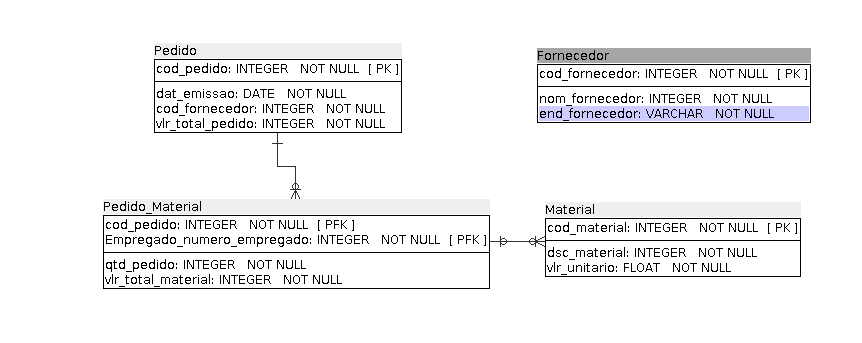 Pedido
cod_pedido: INTEGER NOT NULL [ PK ]
dat_emissao: DATE NOT NULL
cod_fornecedor: INTEGER NOT NULL
vlr_total_pedido: INTEGER NOT NULL
Fornecedor
cod_fornecedor: INTEGER NOT NULL [ PK ]
nom_fornecedor: INTEGER NOT NULL
end_fornecedor: VARCHAR NOT NULL
Pedido_Material
cod_pedido: INTEGER NOT NULL [ PFK ]
Empregado_numero_empregado: INTEGER NOT NULL [ PFK ]
qtd_pedido: INTEGER NOT NULL
vlr_total_material: INTEGER NOT NULL
Material
cod_material: INTEGER NOT NULL [ PK ]
dsc_material: INTEGER NOT NULL
vlr_unitario: FLOAT NOT NULL